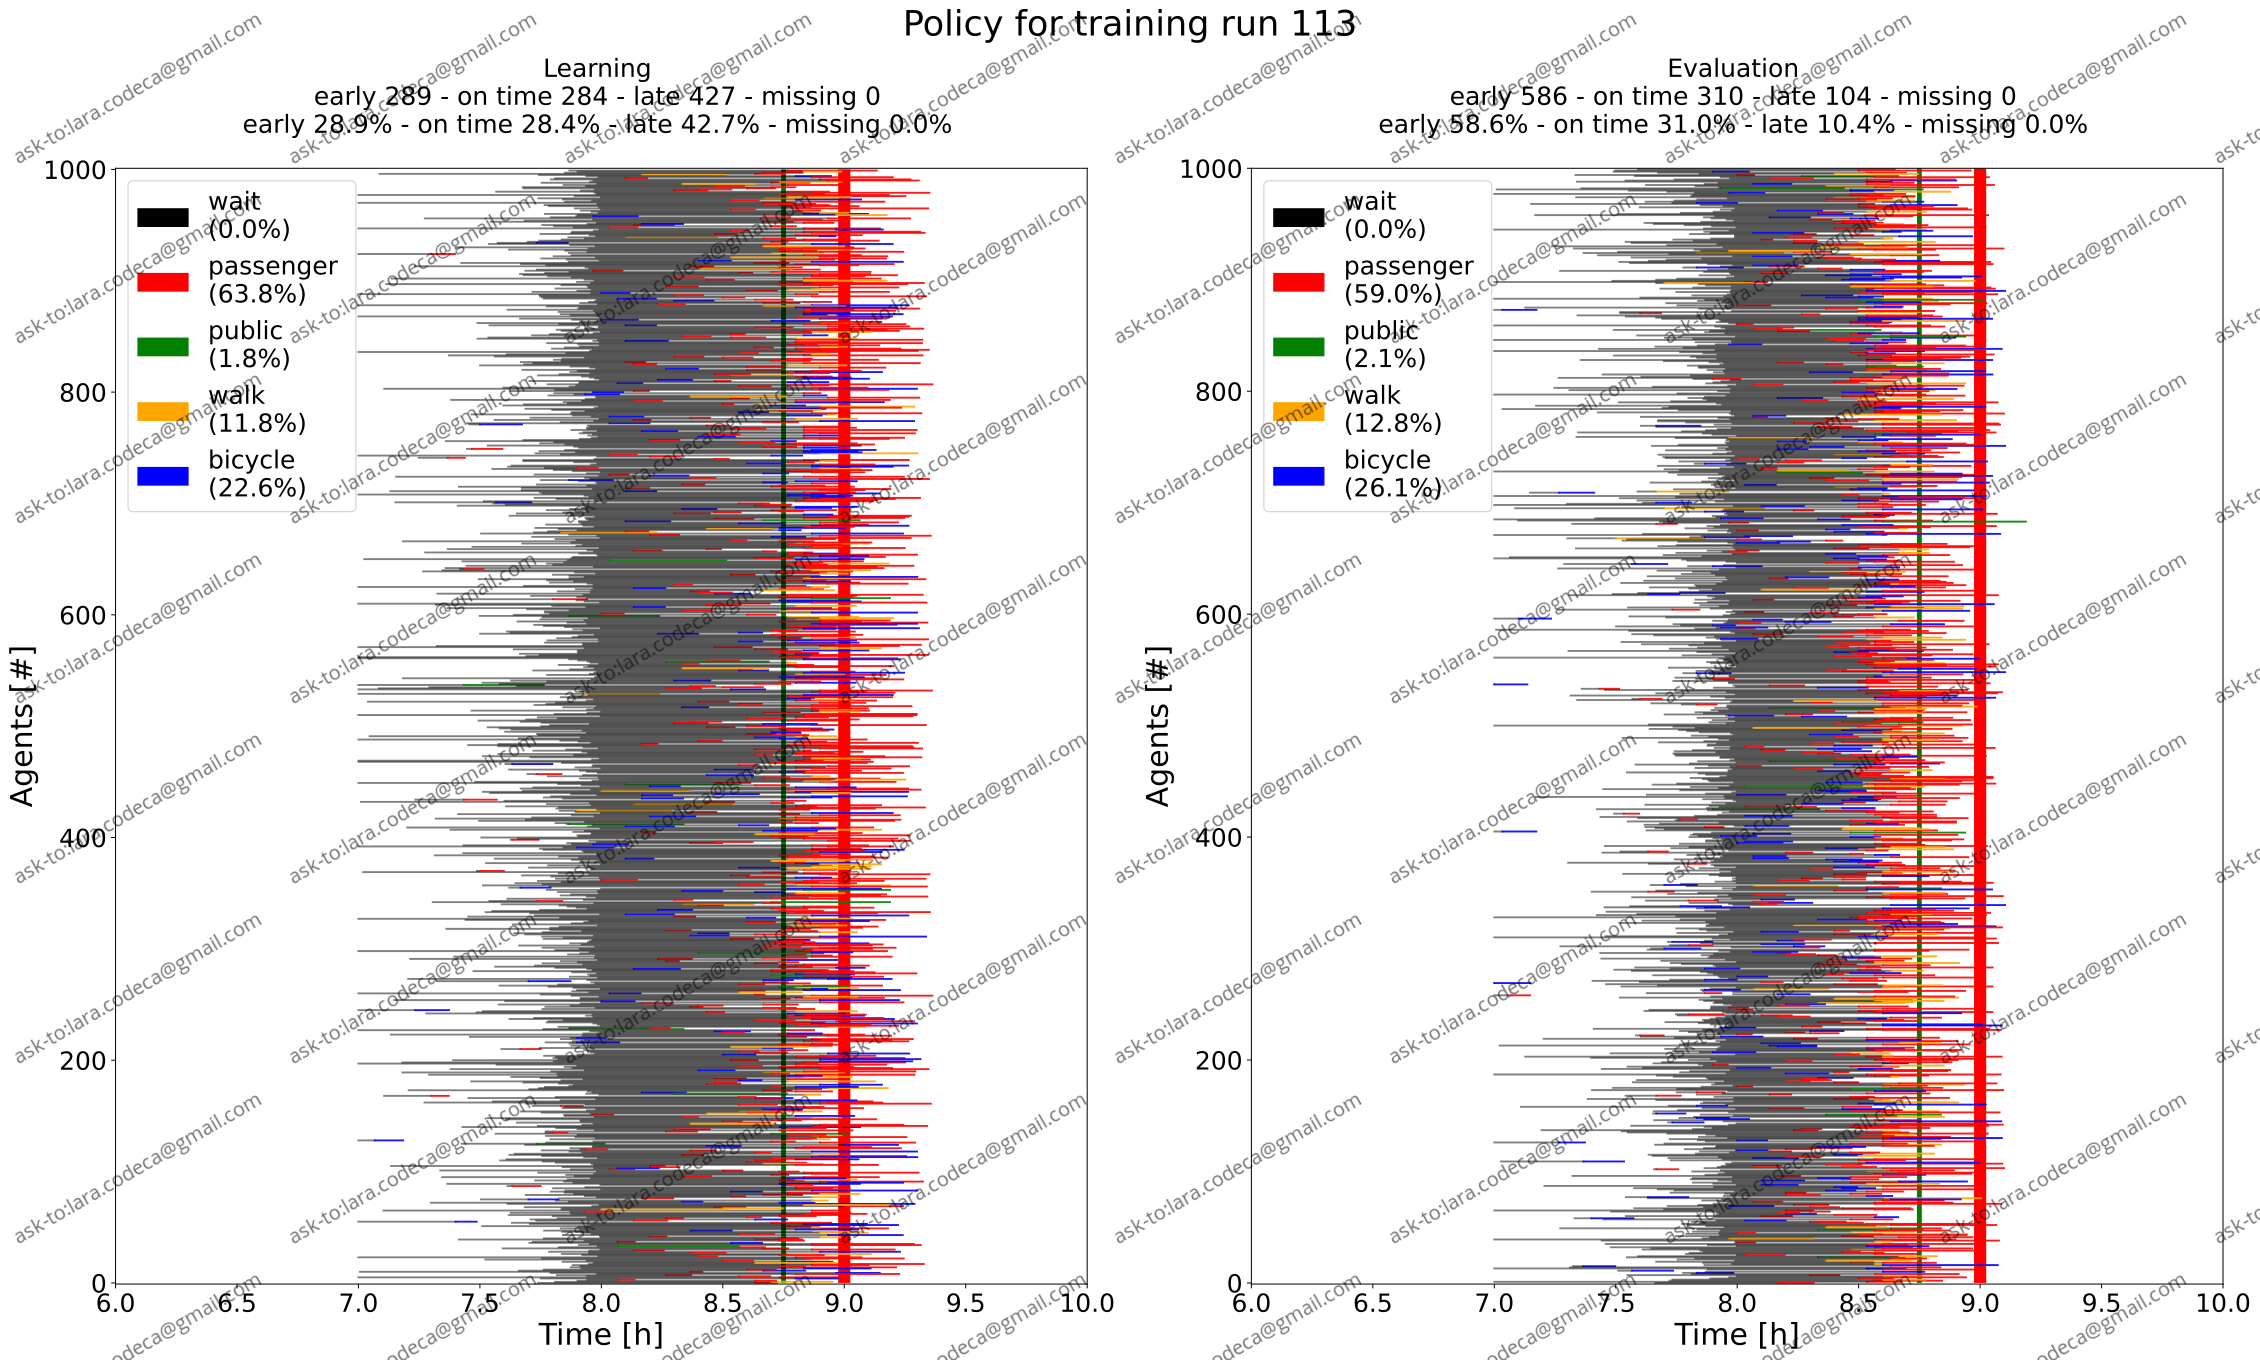 Policy for training run 113
Learning
early 289 - on time 284 - late 427 - missing 0
early 28.9% - on time 28.4% - late 42.7% - missing 0.0%
1000
800
600
400
200
0
Agents [#]
wait
(0.0%)
passenger
(63.8%)
public
(1.8%)
walk
(11.8%)
bicycle
(22.6%)
6.0 6.5 7.0 7.5 8.0 8.5 9.0 9.5 10.0
Time [h]
Evaluation
early 586 - on time 310 - late 104 - missing 0
early 58.6% - on time 31.0% - late 10.4% - missing 0.0%
1000
800
600
400
200
0
Agents [#]
wait
(0.0%)
passenger
(59.0%)
public
(2.1%)
walk
(12.8%)
bicycle
(26.1%)
6.0 6.5 7.0 7.5 8.0 8.5 9.0 9.5 10.0
Time [h]
ask-to:lara.codeca@gmail.com